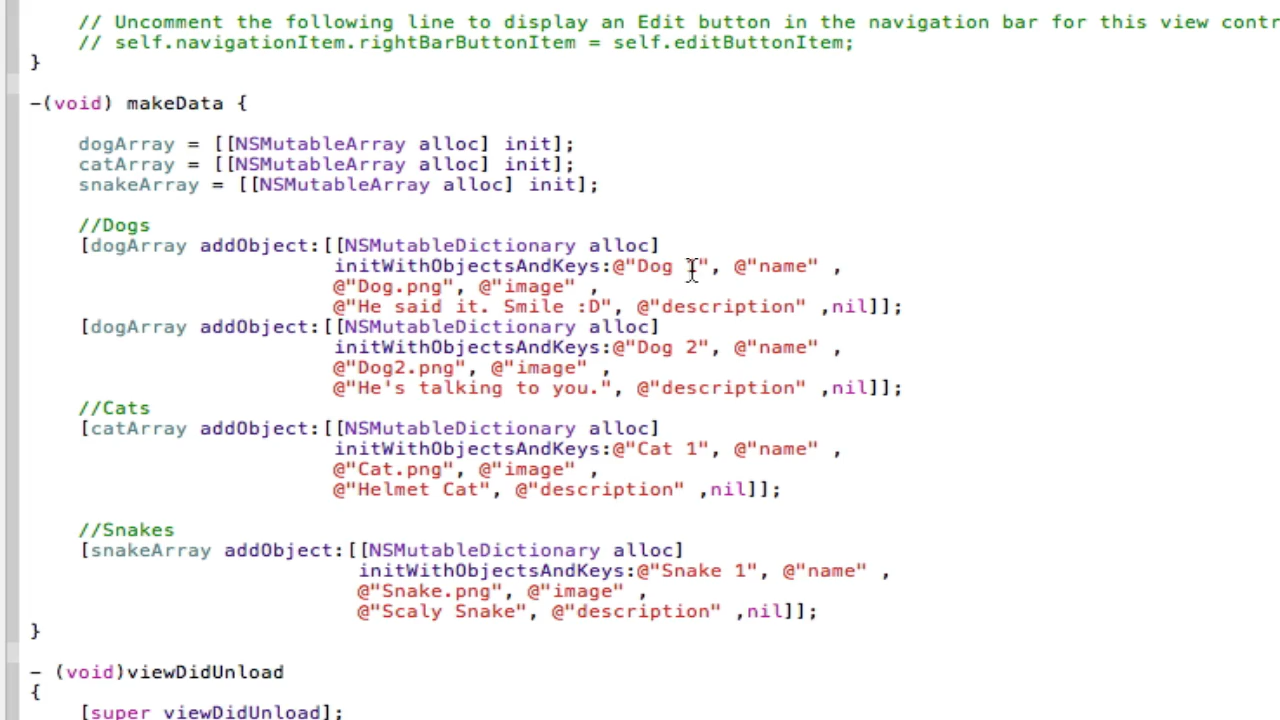 // Uncomment the following line to display an Edit button in the navigation bar for this view contr
// self.navigationItem.rightBarButtonItem = self.editButtonItem;
}
-(void) makeData {
dogArray = [[NSMutableArray alloc] init];
catArray = [[NSMutableArray alloc] init];
snakeArray = [[NSMutableArray alloc] init];
//Dogs
[dogArray addObject:[[NSMutableDictionary alloc]
initWithObjectsAndKeys:@"Dog 1", @"name" ,
@"Dog.png", @"image" ,
@"He said it. Smile :D", @"description" ,nil]];
[dogArray addObject:[[NSMutableDictionary alloc]
initWithObjectsAndKeys:@"Dog 2", @"name" ,
@"Dog2.png", @"image" ,
@"He's talking to you.", @"description" ,nil]];
//Cats
[catArray addObject:[[NSMutableDictionary alloc]
initWithObjectsAndKeys:@"Cat 1", @"name" ,
@"Cat.png", @"image" ,
@"Helmet Cat", @"description" ,nil]];
//Snakes
[snakeArray addObject:[[NSMutableDictionary alloc]
initWithObjectsAndKeys:@"Snake 1", @"name" ,
@"Snake.png", @"image" ,
@"Scaly Snake", @"description" ,nil]];
}
- (void)viewDidUnload
{
[super viewDidUnload];